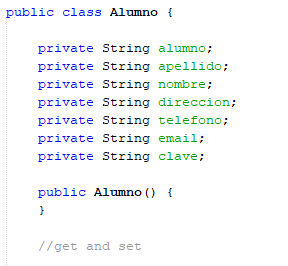 public class Alumno {
private String alumno;
private String apellido;
private String nombre;
private String direccion;
private String telefono;
private String email;
private String clave;
public Alumno() {
}
//get and set